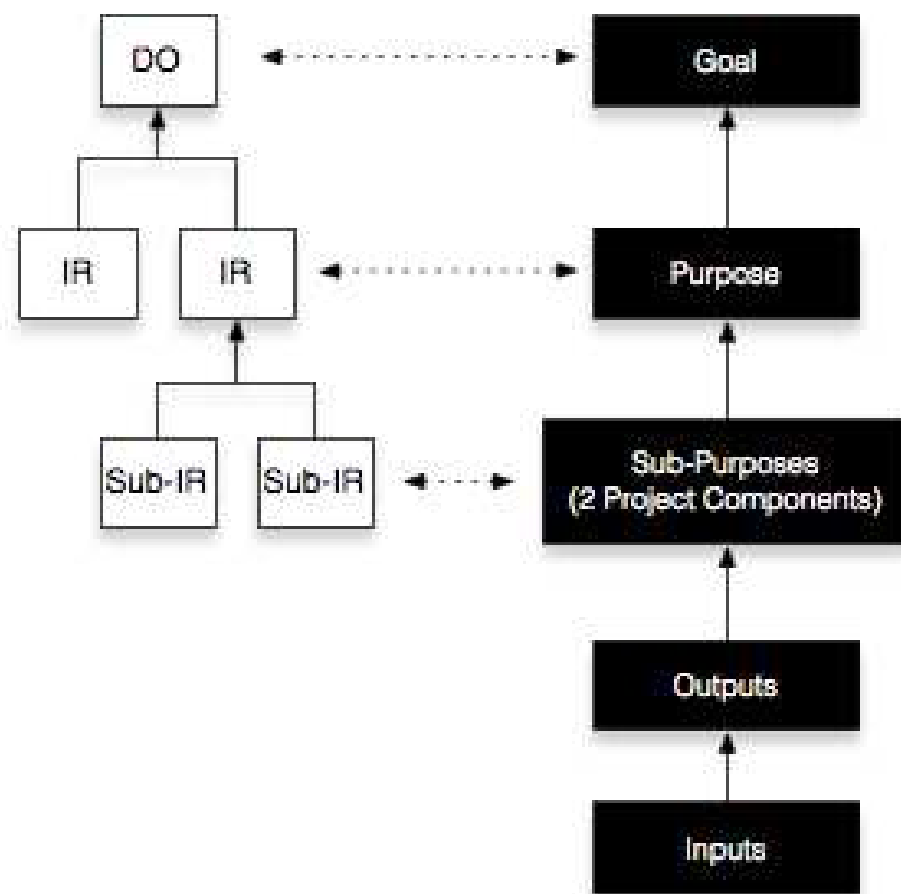 DO
Goal
IR
IR
Purpose
Sub-IR
Sub-IR
Sub-Purposes
(2 Project Components)
Outputs
Inputs